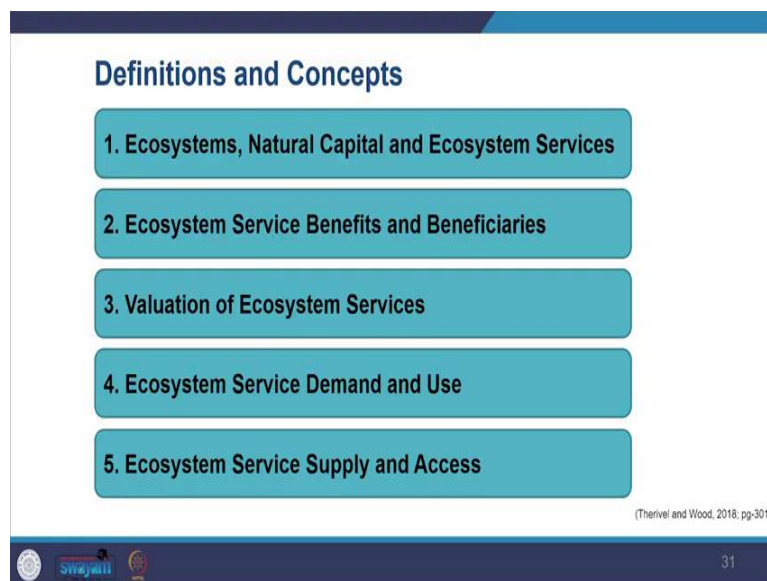 Definitions and Concepts
1. Ecosystems, Natural Capital and Ecosystem Services
2. Ecosystem Service Benefits and Beneficiaries
3. Valuation of Ecosystem Services
4. Ecosystem Service Demand and Use
5. Ecosystem Service Supply and Access
(Therivel and Wood, 2018; pg-301
swayam
31